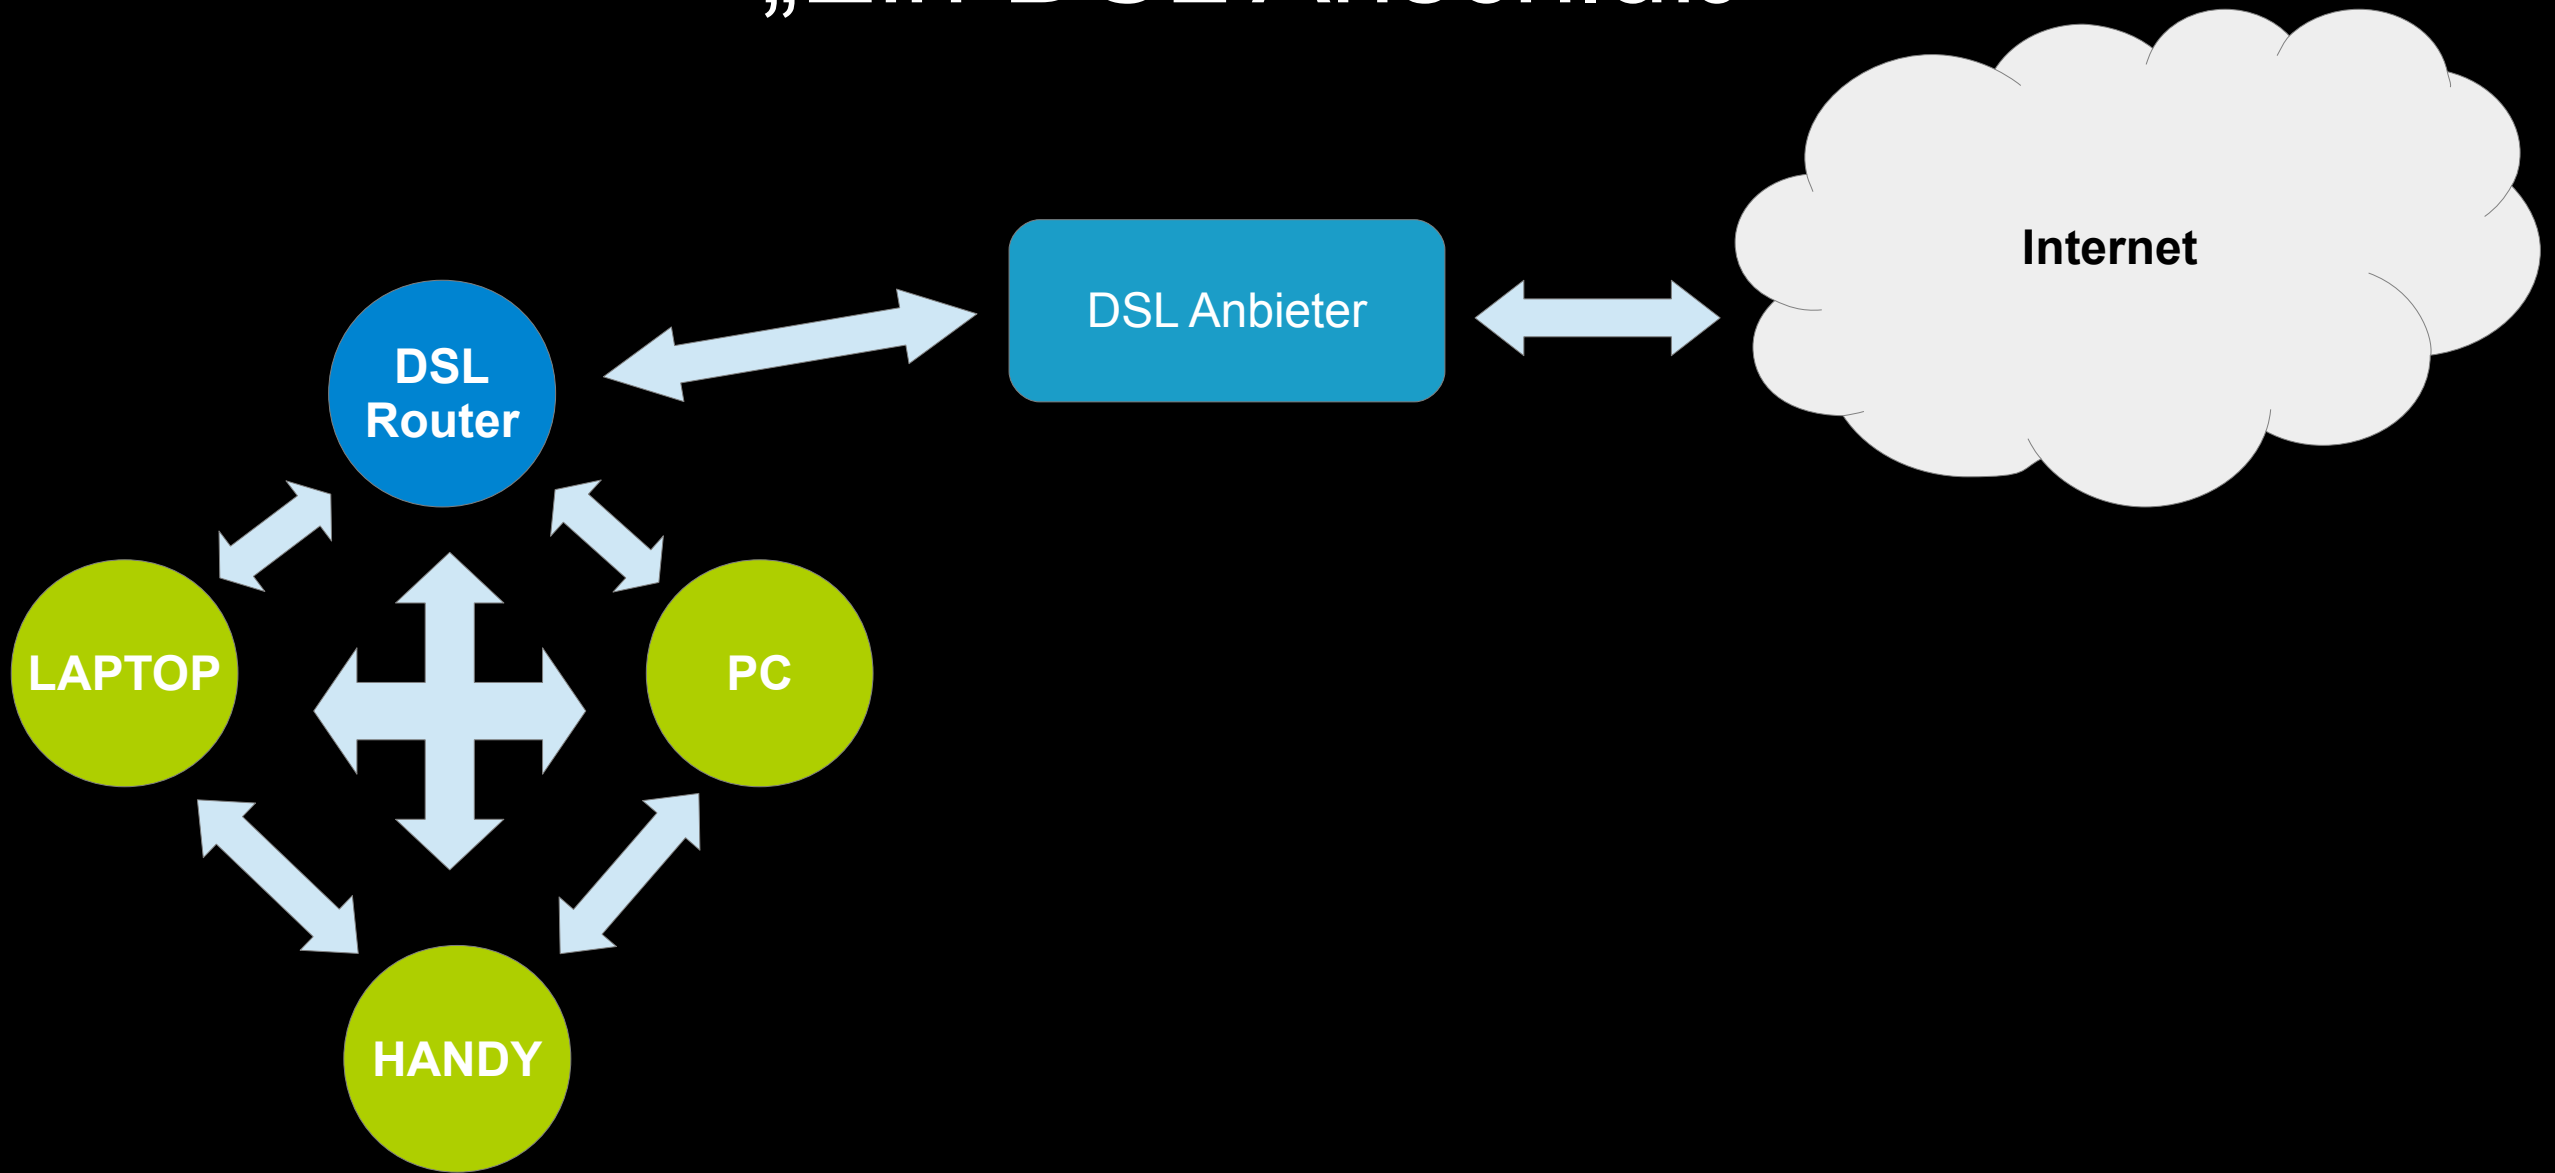 Internet
DSL Anbieter
DSL
Router
LAPTOP
PC
HANDY